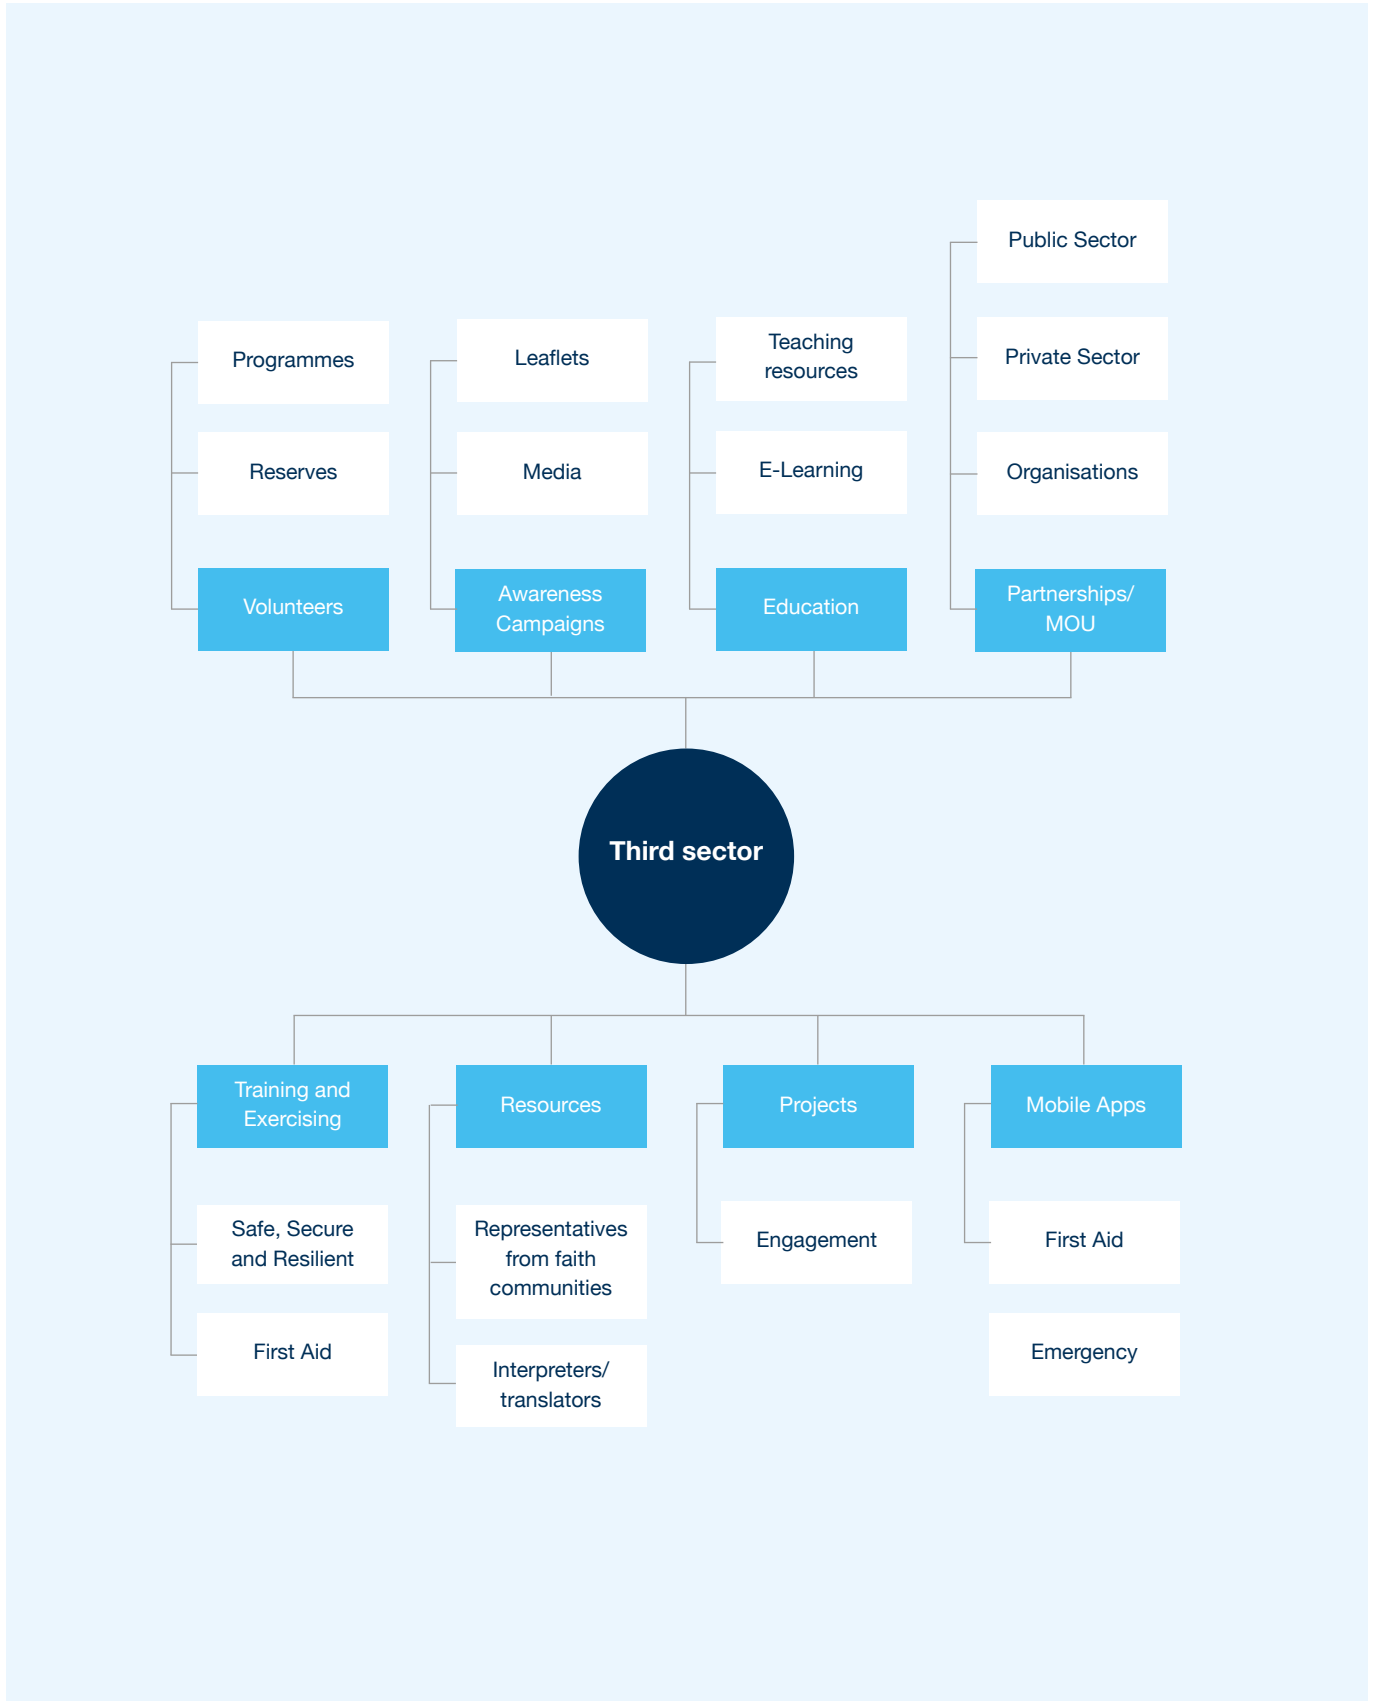 Public Sector
Private Sector
Organisations
Partnerships/
MOU
Teaching
resources
E-Learning
Education
Leaflets
Media
Awareness
Campaigns
Programmes
Reserves
Volunteers
Third sector
Training and
Exercising
Safe, Secure
and Resilient
First Aid
Resources
Representatives
from faith
communities
Interpreters/
translators
Projects
Engagement
Mobile Apps
First Aid
Emergency